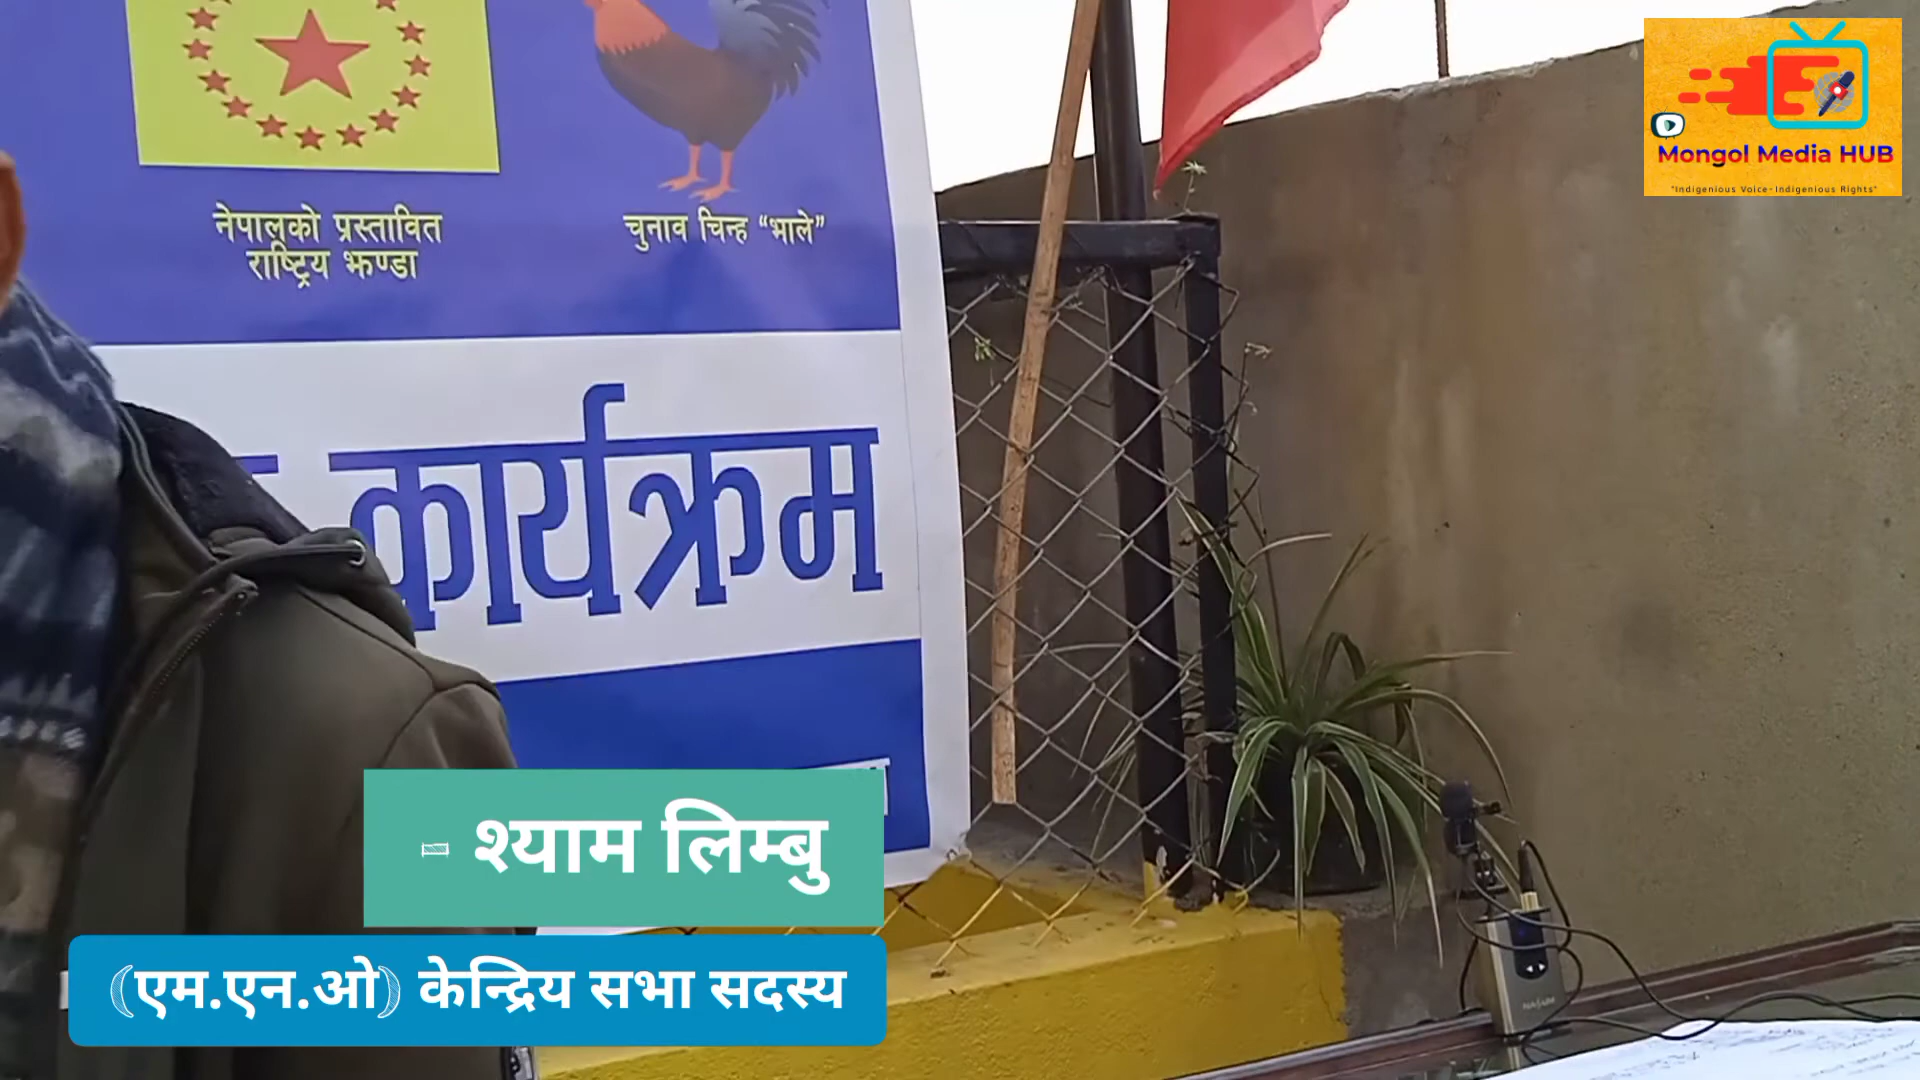 Mongol Media HUB
"Indigenious Voice-Indigenious Rights"
नेपालको प्रस्तावित
राष्ट्रिय झण्डा
चुनाव चिन्ह “भाले”
कार्यक्रम
- श्याम लिम्बु
(एम.एन.ओ) केन्द्रिय सभा सदस्य